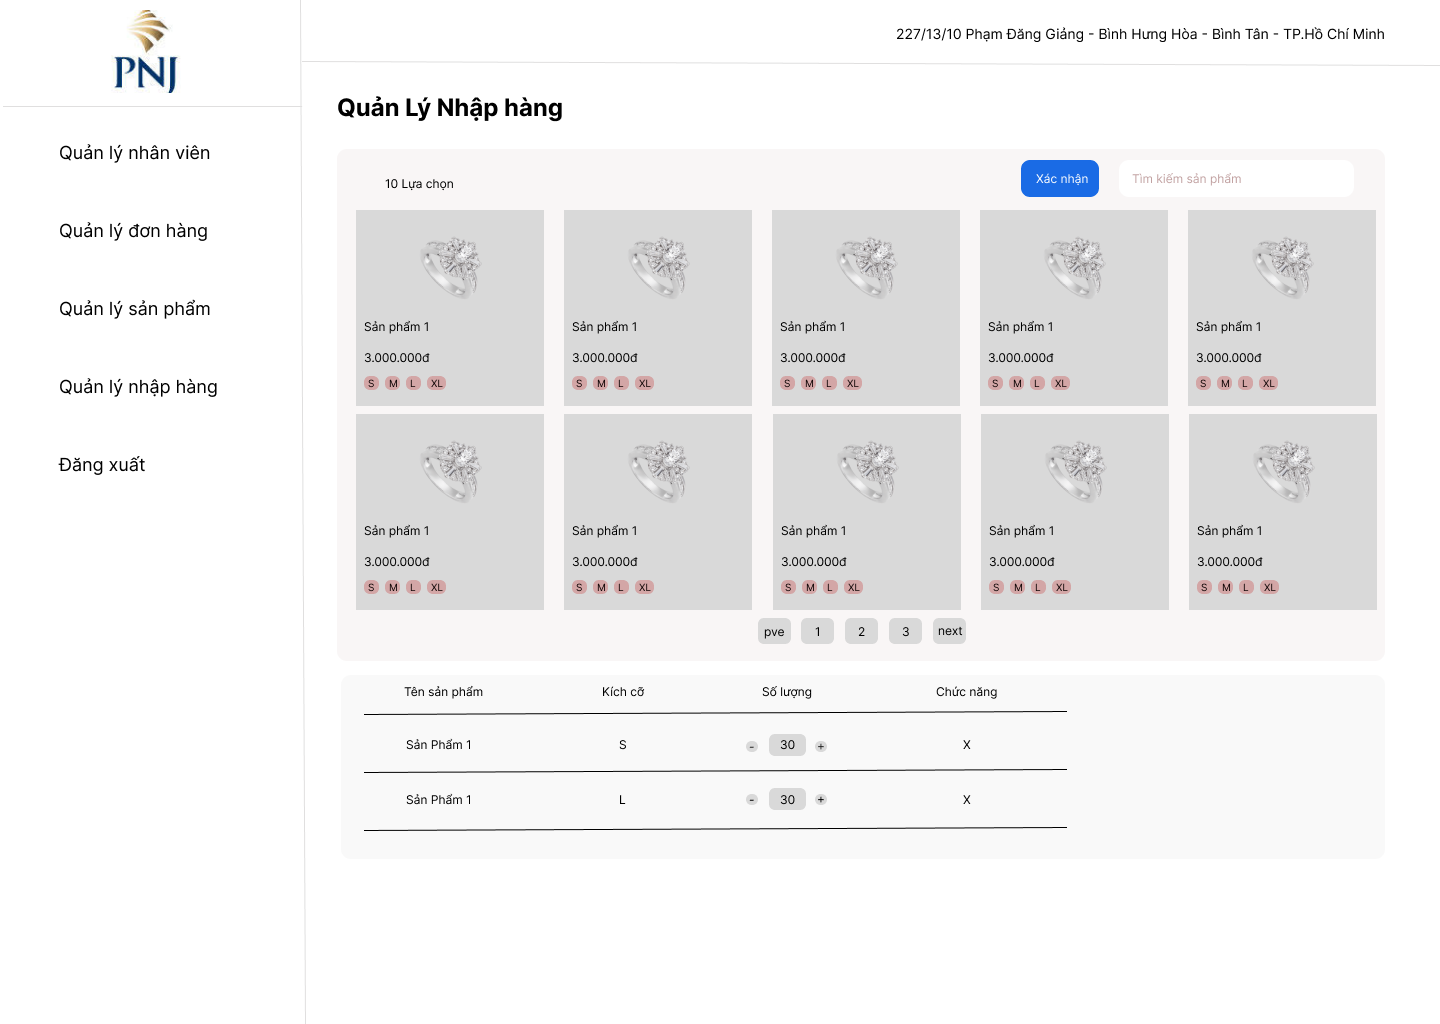 PNJ
227/13/10 Phạm Đăng Giảng - Bình Hưng Hòa - Bình Tân - TP.Hồ Chí Minh
Quản lý nhân viên
Quản lý đơn hàng
Quản lý sản phẩm
Quản lý nhập hàng
Đăng xuất
Quản Lý Nhập hàng
10 Lựa chọn
Xác nhận
Tìm kiếm sản phẩm
Sản phẩm 1 Sản phẩm 1 Sản phẩm 1 Sản phẩm 1 Sản phẩm 1
3.000.000đ 3.000.000đ 3.000.000đ 3.000.000đ 3.000.000đ
S M L XL S M L XL S M L XL S M L XL S M L XL
Sản phẩm 1 Sản phẩm 1 Sản phẩm 1 Sản phẩm 1 Sản phẩm 1
3.000.000đ 3.000.000đ 3.000.000đ 3.000.000đ 3.000.000đ
S M L XL S M L XL S M L XL S M L XL S M L XL
pve 1 2 3 next
Tên sản phẩm Kích cỡ Số lượng Chức năng
Sản Phẩm 1 S - 30 + X
Sản Phẩm 1 L - 30 + X